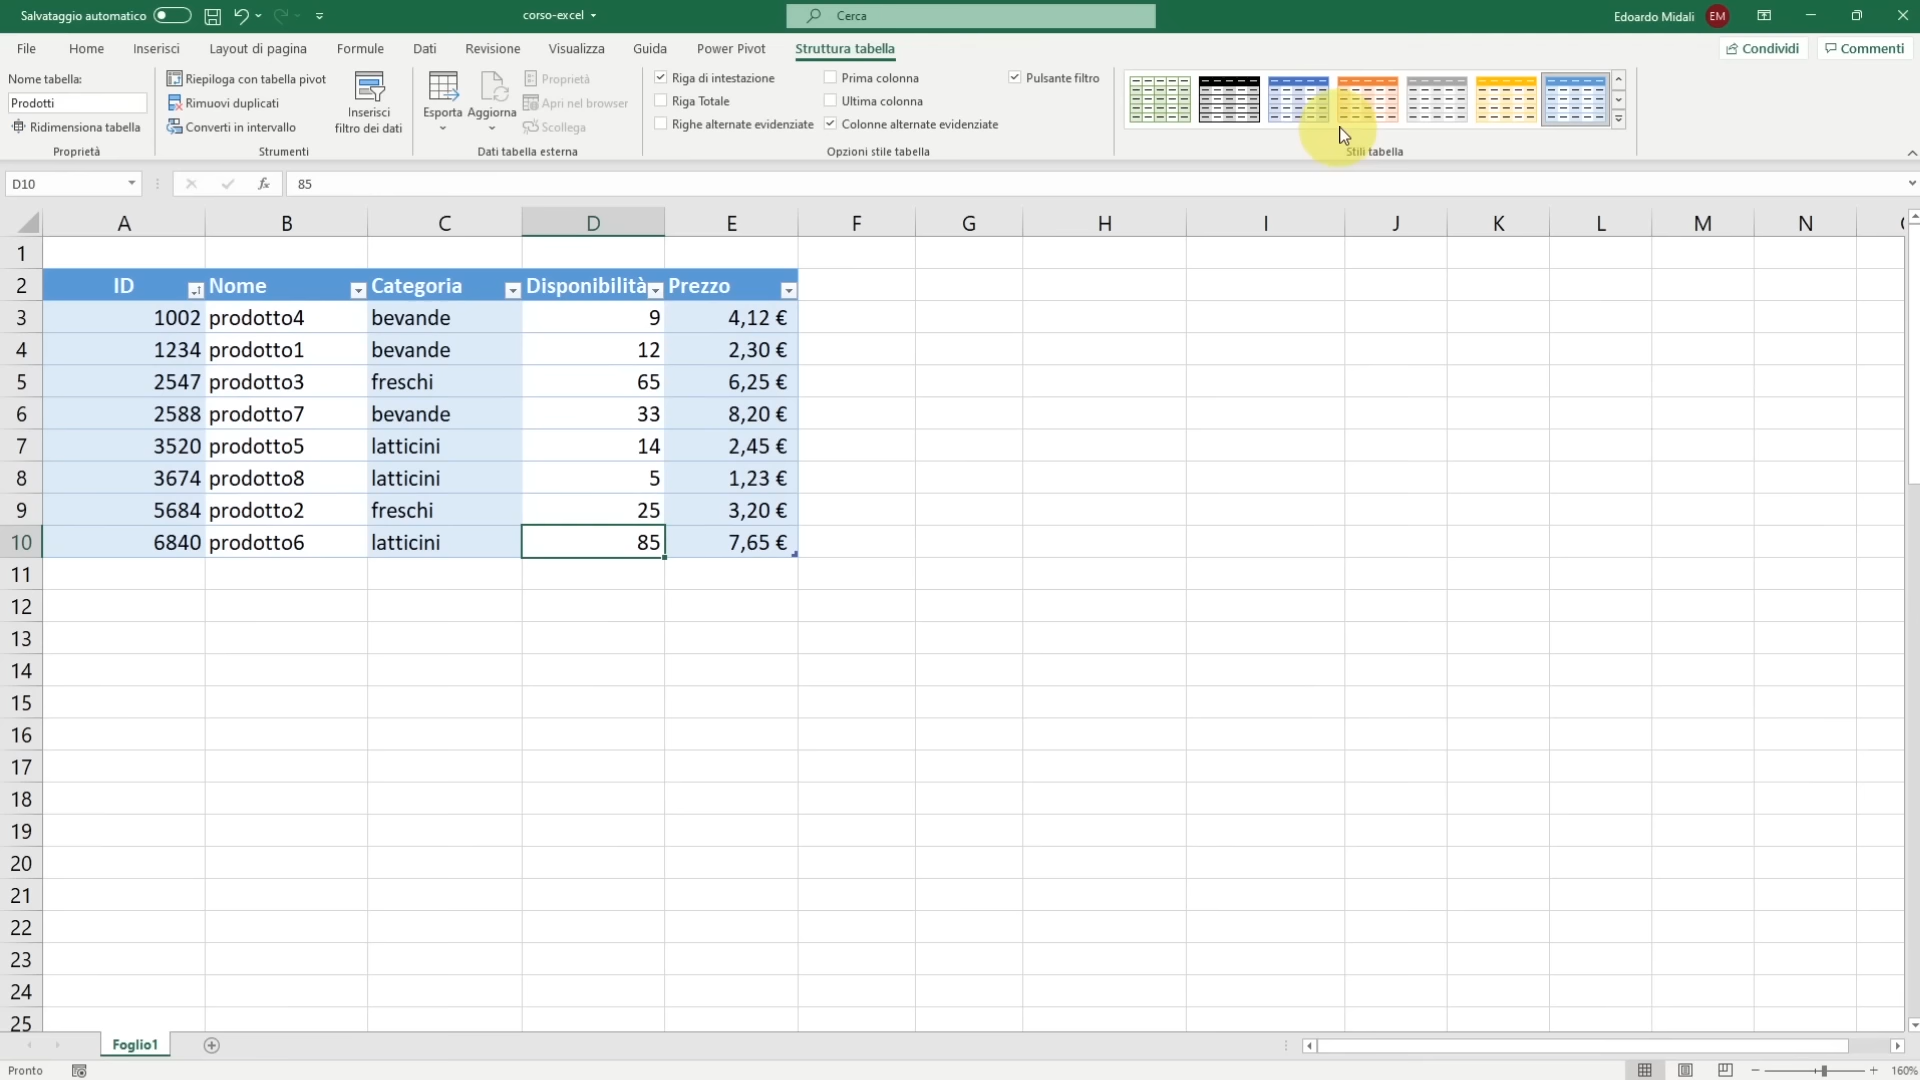 Salvataggio automatico
corso-excel
Cerca
Edoardo Midali
EM
File
Home
Inserisci
Layout di pagina
Formule
Dati
Revisione
Visualizza
Guida
Power Pivot
Struttura tabella
Condividi
Commenti
Nome tabella:
Prodotti
Ridimensiona tabella
Proprietà
Riepiloga con tabella pivot
Rimuovi duplicati
Converti in intervallo
Inserisci
filtro dei dati
Strumenti
Esporta
Aggiorna
Proprietà
Apri nel browser
Scollega
Dati tabella esterna
Riga di intestazione
Riga Totale
Righe alternate evidenziate
Prima colonna
Ultima colonna
Colonne alternate evidenziate
Pulsante filtro
Opzioni stile tabella
Stili tabella
D10
fx
85
A B C D E F G H I J K L M N
1
2 ID Nome Categoria Disponibilità Prezzo
3 1002 prodotto4 bevande 9 4,12 €
4 1234 prodotto1 bevande 12 2,30 €
5 2547 prodotto3 freschi 65 6,25 €
6 2588 prodotto7 bevande 33 8,20 €
7 3520 prodotto5 latticini 14 2,45 €
8 3674 prodotto8 latticini 5 1,23 €
9 5684 prodotto2 freschi 25 3,20 €
10 6840 prodotto6 latticini 85 7,65 €
11
12
13
14
15
16
17
18
19
20
21
22
23
24
25
Foglio1
Pronto
160%